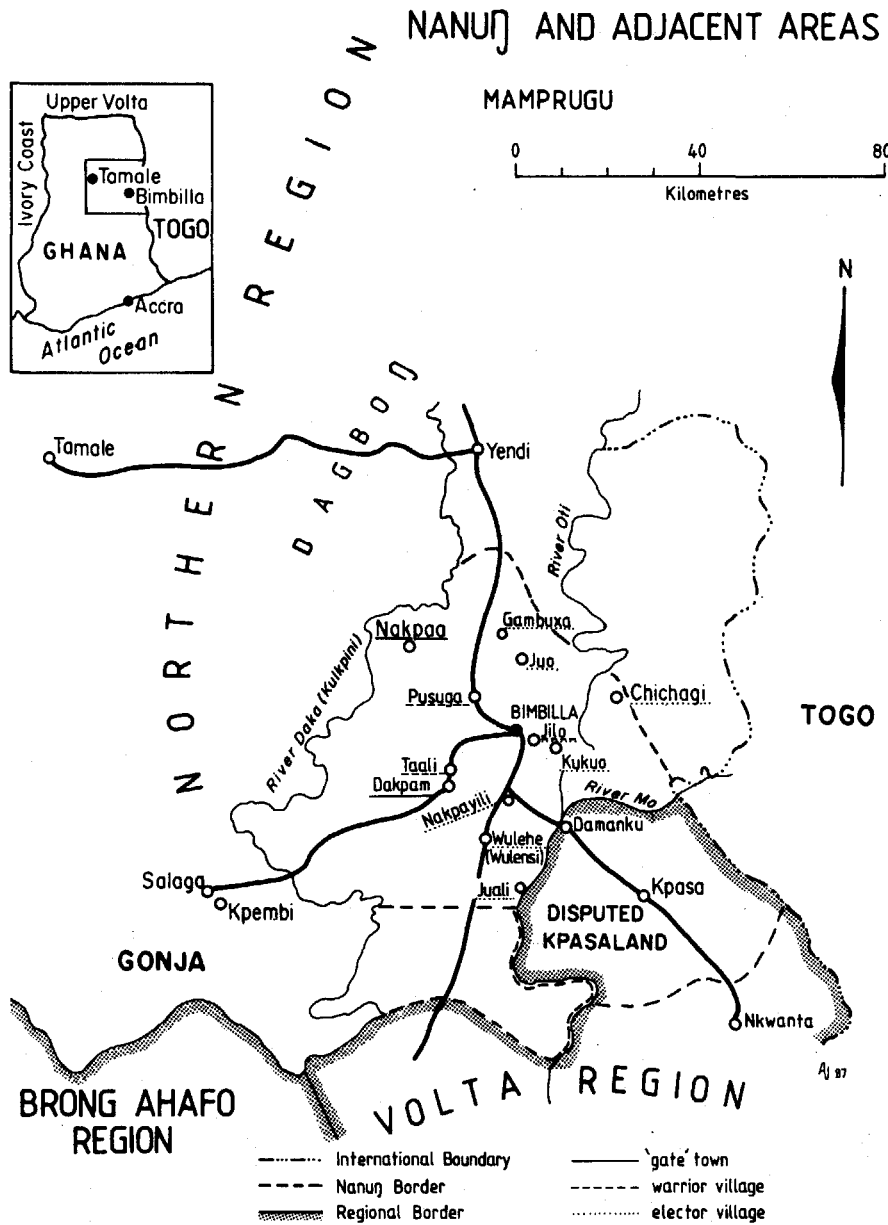 NANUŊ AND ADJACENT AREAS
MAMPRUGU
0 40 80
Kilometres
Upper Volta
Ivory Coast
Tamale
Bimbilla
TOGO
GHANA
Accra
Atlantic
Ocean
N
NORTHERN REGION
DAGBOŊ
Tamale
Yendi
River Oti
Gambuxa
Nakpaa
Juo
Chichagi
Pusuga
BIMBILLA
Jilo
Kukuo
TOGO
River Daka (Kulkpini)
Taali
Dakpam
Nakpayili
River Mo
Damanku
Wulehe
(Wulensi)
Juali
Kpasa
Salaga
Kpembi
DISPUTED
KPASALAND
GONJA
Nkwanta
AJ 87
BRONG AHAFO
REGION
VOLTA REGION
International Boundary
'gate' town
Nanuŋ Border
warrior village
Regional Border
elector village